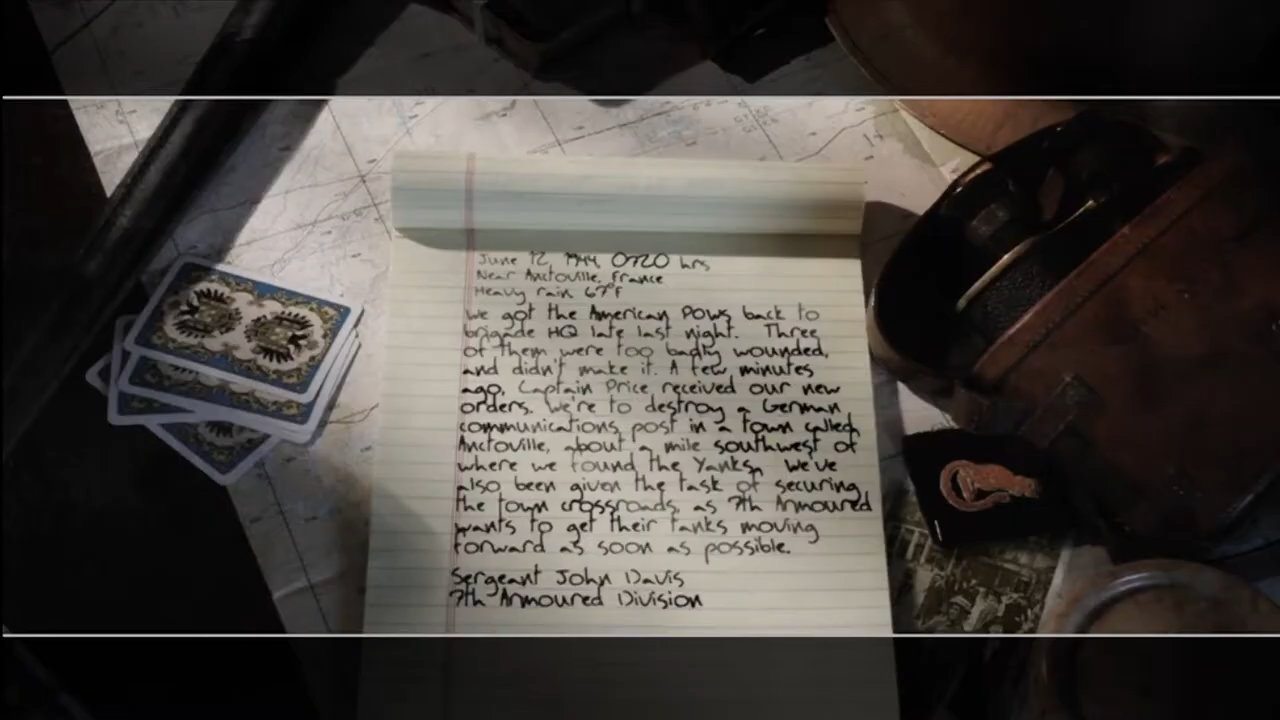 June 12, 1944, 0720 hrs
Near Anctoville, France
Heavy rain 67°F
We got the American POWs back to
brigade HQ late last night. Three
of them were too badly wounded,
and didn't make it. A few minutes
ago, Captain Price received our new
orders. We're to destroy a German
communications post in a town called
Anctoville, about a mile southwest of
where we found the Yanks. We've
also been given the task of securing
the town crossroads, as 7th Armoured
wants to get their tanks moving
forward as soon as possible.
Sergeant John Davis
7th Armoured Division